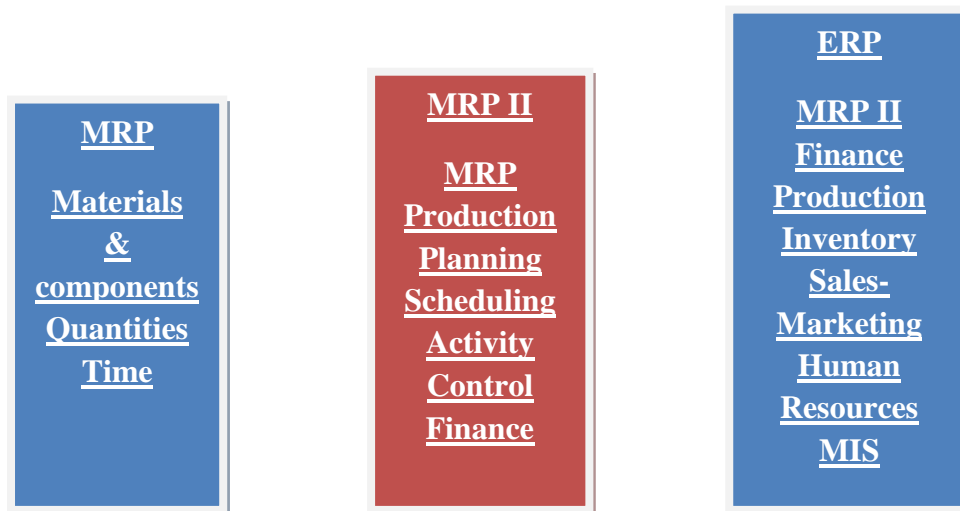 MRP
Materials
&
components
Quantities
Time
MRP II
MRP
Production
Planning
Scheduling
Activity
Control
Finance
ERP
MRP II
Finance
Production
Inventory
Sales-
Marketing
Human
Resources
MIS